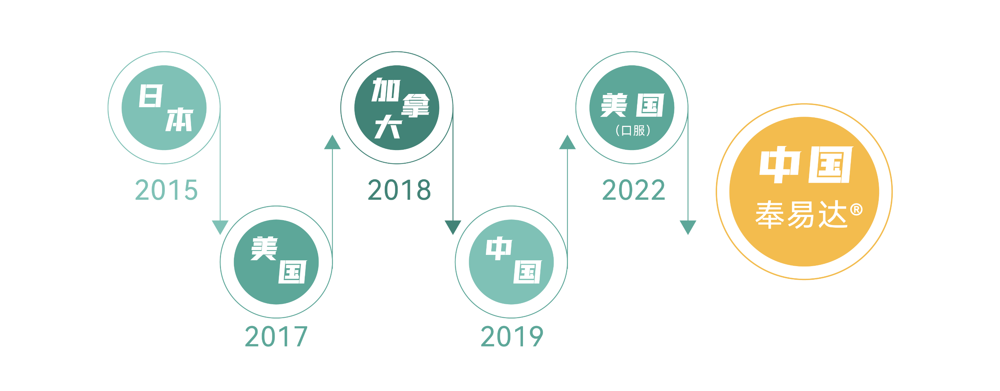 日本
2015
美国
2017
加拿大
2018
中国
2019
美国
（口服）
2022
中国
奉易达®